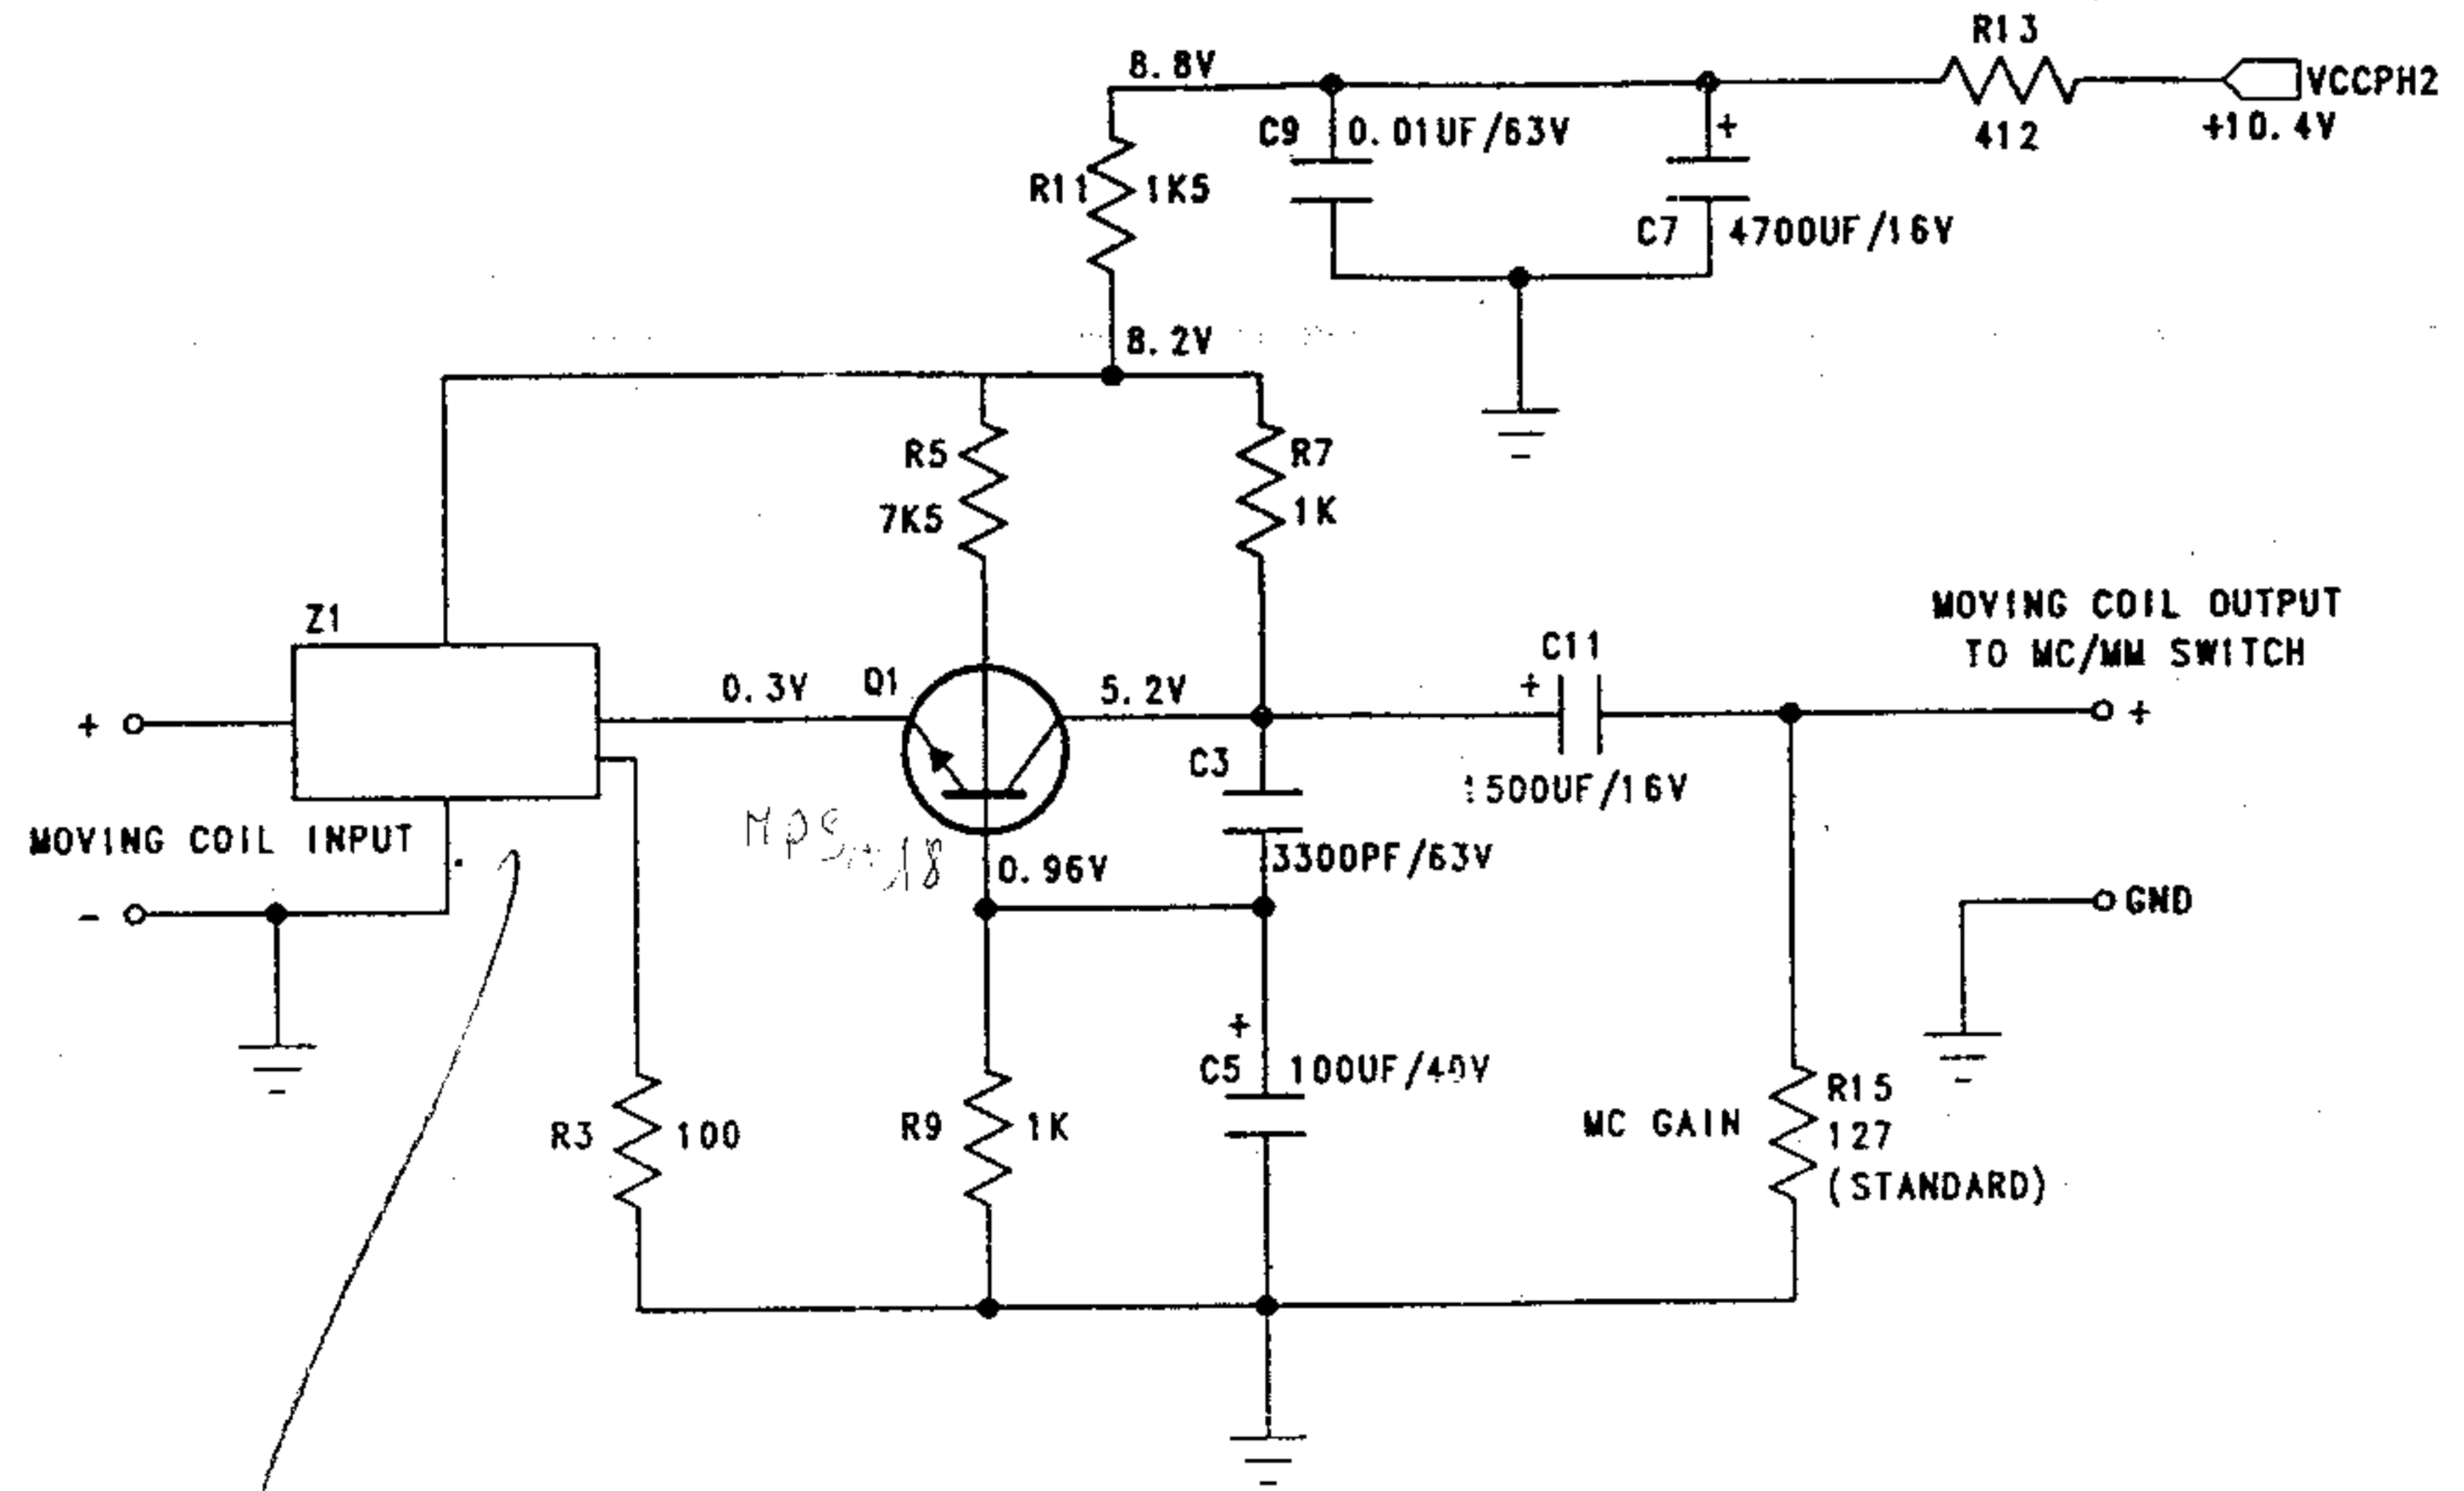 R13
8.8V
VCCPH2
C9 0.01UF/63V
+
412
+10.4V
R11 1K5
C7 4700UF/16V
8.2V
R5
R7
7K5
1K
Z1
MOVING COIL OUTPUT
TO MC/MM SWITCH
C11
0.3V
Q1
5.2V
+
+
+
C3
1500UF/16V
MOVING COIL INPUT
0.96V
3300PF/63V
-
GND
+
C5 100UF/40V
R3 100
R9 1K
MC GAIN
R15
127
(STANDARD)